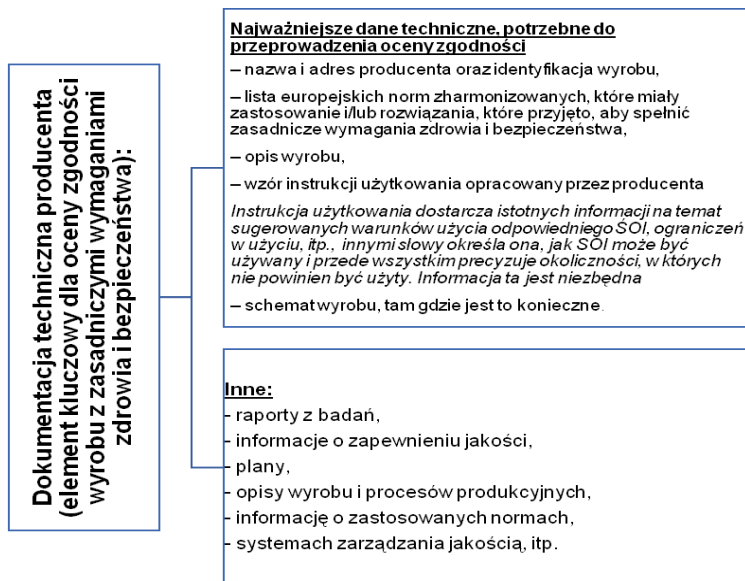 Dokumentacja techniczna producenta
(element kluczowy dla oceny zgodności
wyrobu z zasadniczymi wymaganiami
zdrowia i bezpieczeństwa):
Najważniejsze dane techniczne, potrzebne do
przeprowadzenia oceny zgodności
– nazwa i adres producenta oraz identyfikacja wyrobu,
– lista europejskich norm zharmonizowanych, które miały
zastosowanie i/lub rozwiązania, które przyjęto, aby spełnić
zasadnicze wymagania zdrowia i bezpieczeństwa,
– opis wyrobu,
– wzór instrukcji użytkowania opracowany przez producenta
Instrukcja użytkowania dostarcza istotnych informacji na temat
sugerowanych warunków użycia odpowiedniego ŚOI, ograniczeń
w użyciu, itp., innymi słowy określa ona, jak SOI może być
używany i przede wszystkim precyzuje okoliczności, w których
nie powinien być użyty. Informacja ta jest niezbędna
– schemat wyrobu, tam gdzie jest to konieczne.
Inne:
- raporty z badań,
- informacje o zapewnieniu jakości,
- plany,
- opisy wyrobu i procesów produkcyjnych,
- informację o zastosowanych normach,
- systemach zarządzania jakością, itp.